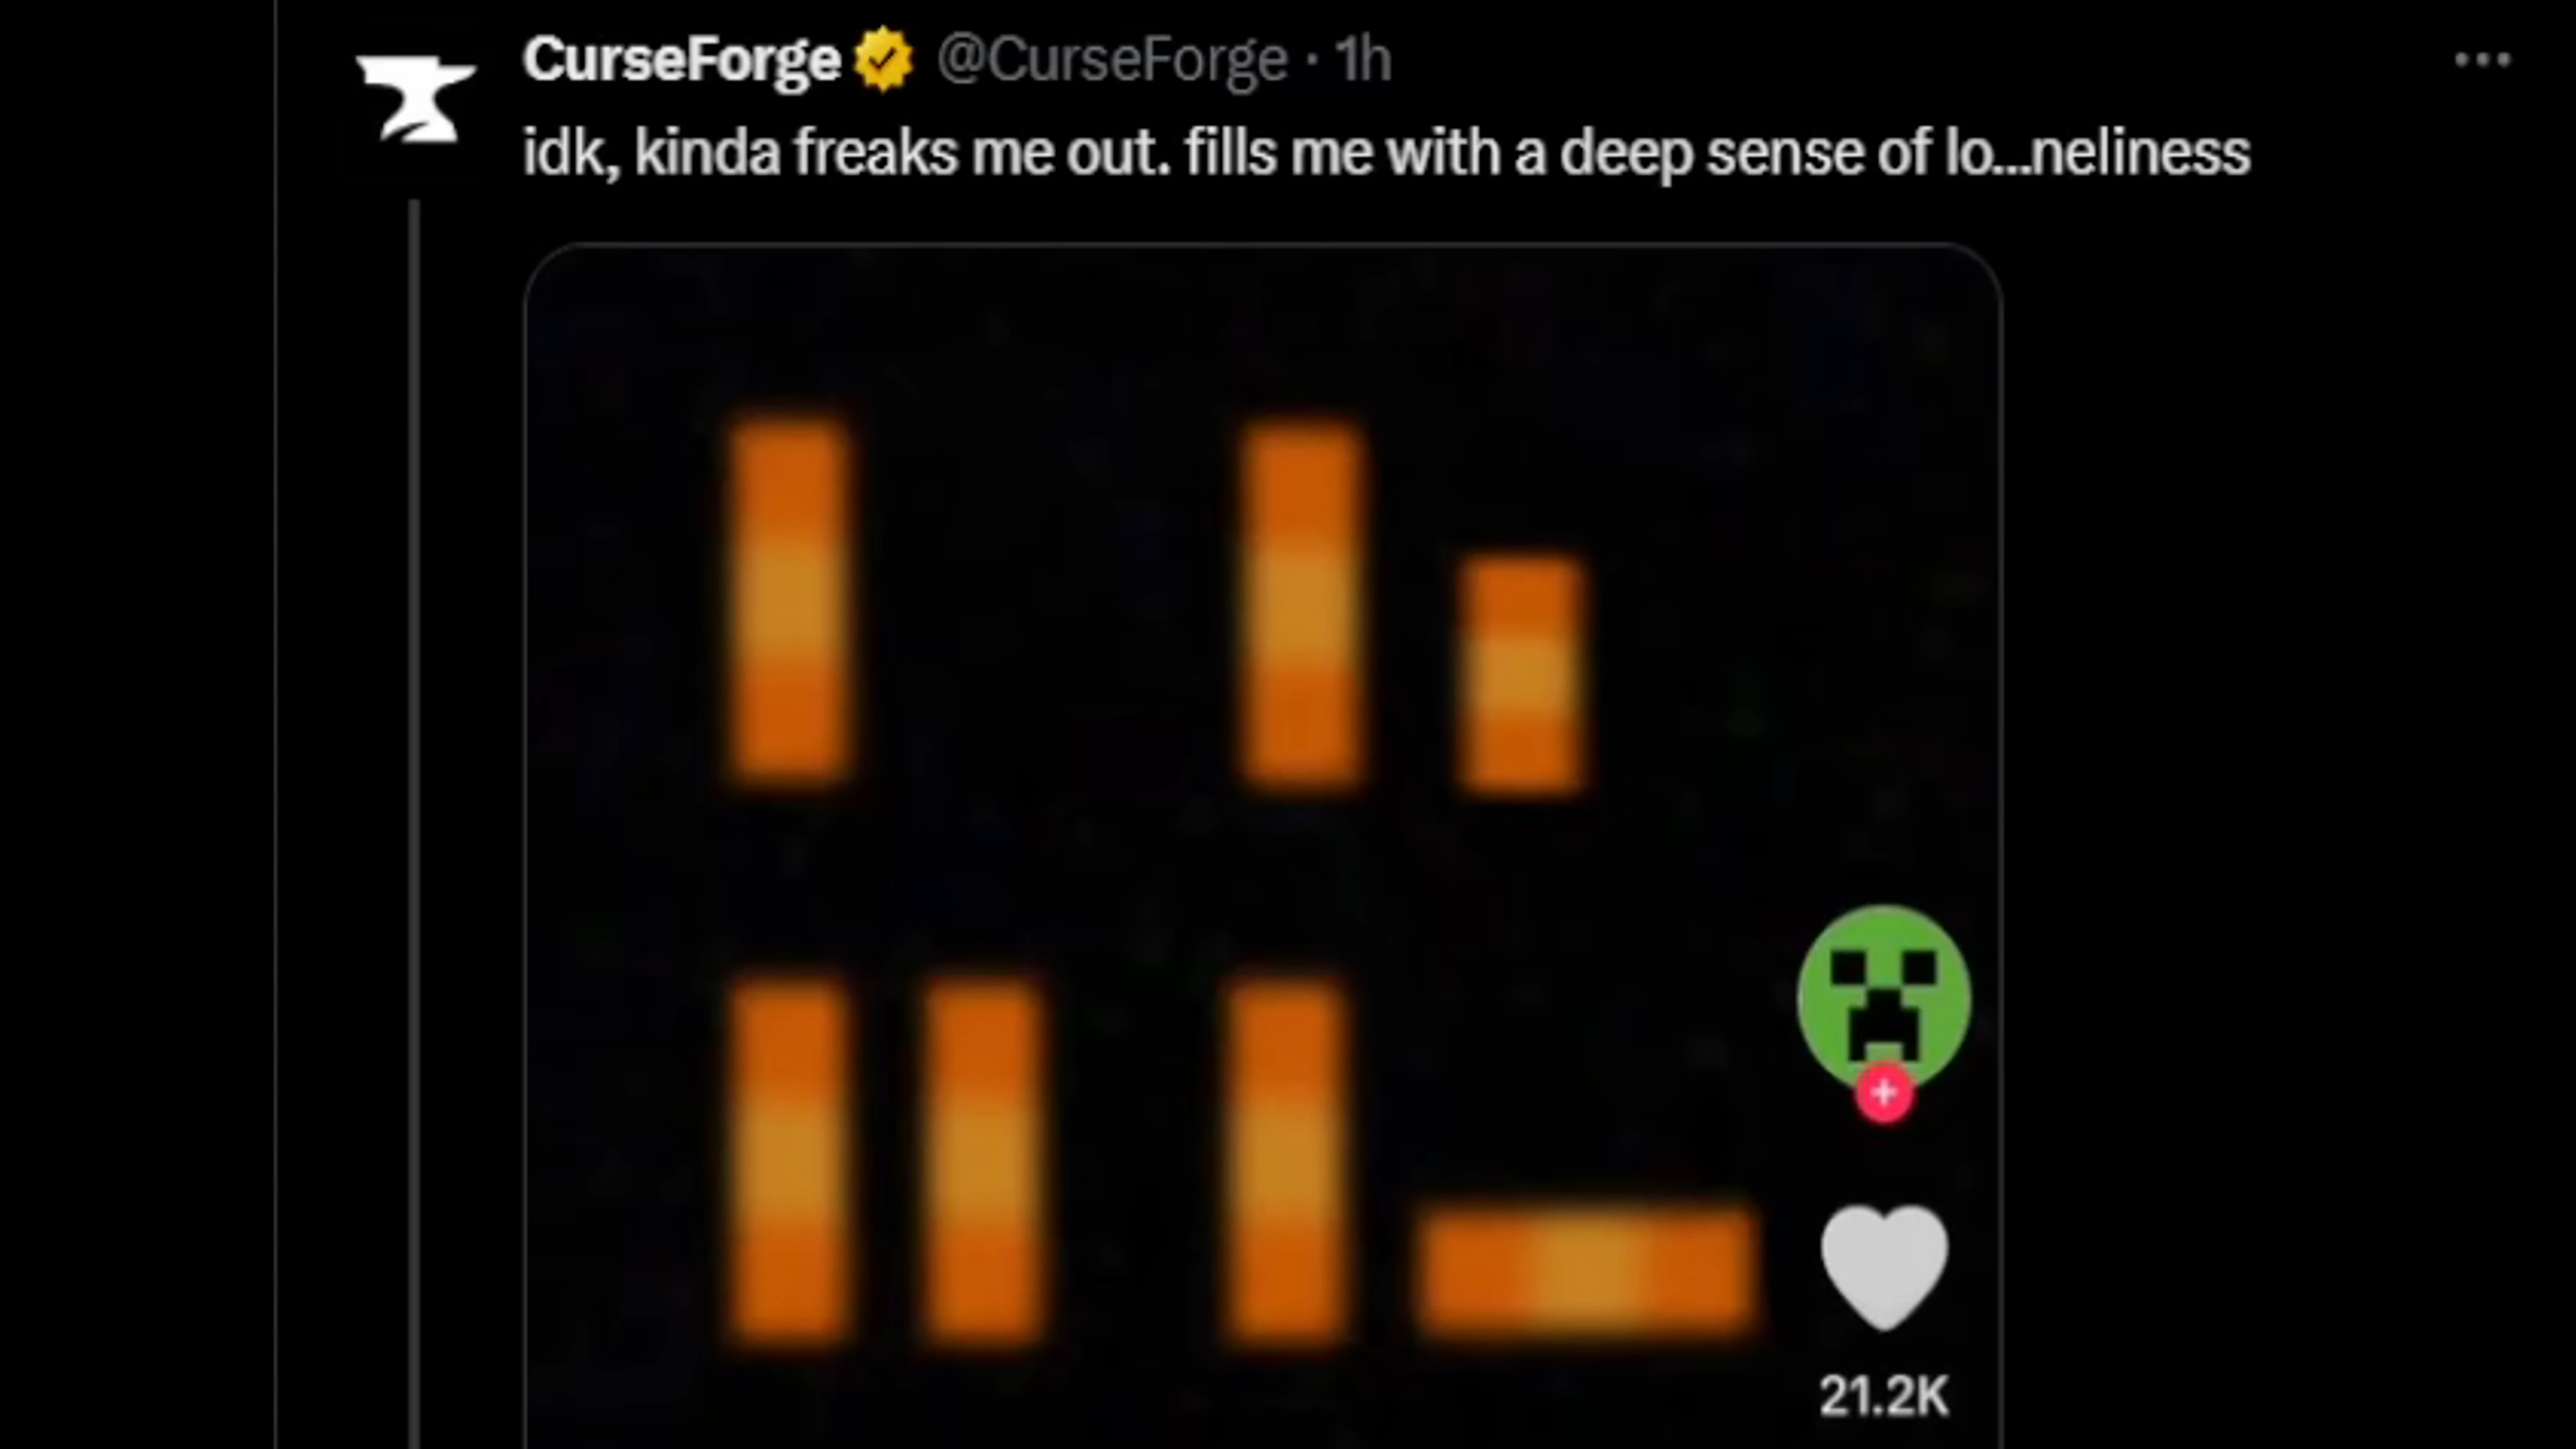 CurseForge @CurseForge · 1h
idk, kinda freaks me out. fills me with a deep sense of lo...neliness
21.2K